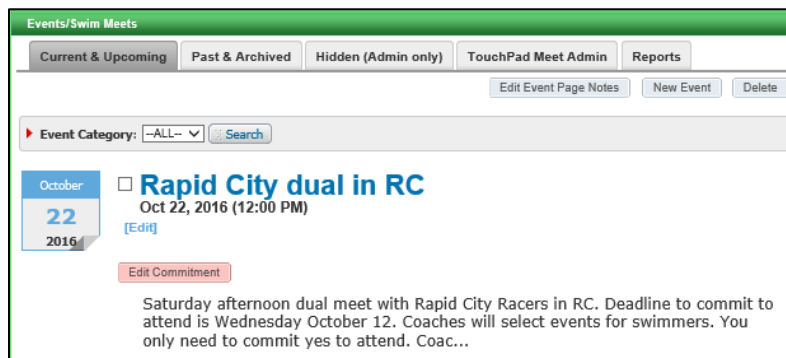 Events/Swim Meets
Current & Upcoming Past & Archived Hidden (Admin only) TouchPad Meet Admin Reports
Edit Event Page Notes New Event Delete
Event Category: --ALL-- Search
October
22
2016
Rapid City dual in RC
Oct 22, 2016 (12:00 PM)
[Edit]
Edit Commitment
Saturday afternoon dual meet with Rapid City Racers in RC. Deadline to commit to
attend is Wednesday October 12. Coaches will select events for swimmers. You
only need to commit yes to attend. Coac...